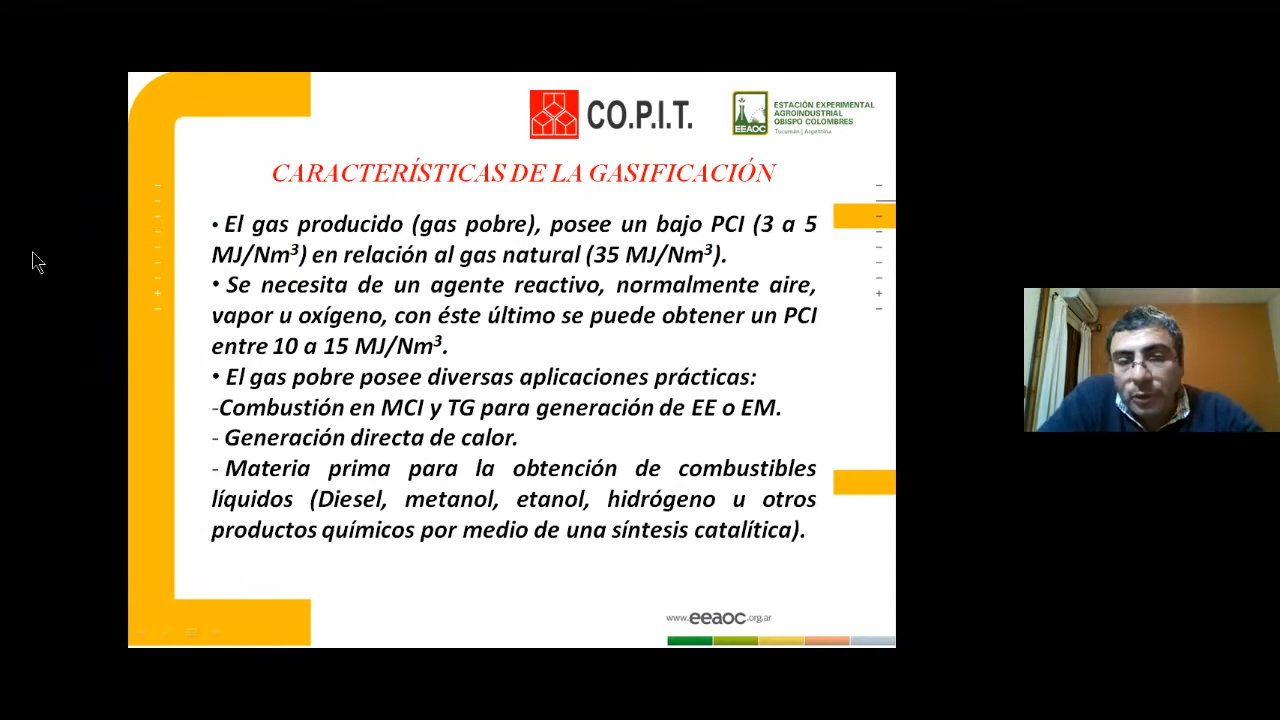 CO.P.I.T.
EEAOC
ESTACIÓN EXPERIMENTAL
AGROINDUSTRIAL
OBISPO COLOMBRES
Tucumán | Argentina
CARACTERÍSTICAS DE LA GASIFICACIÓN
• El gas producido (gas pobre), posee un bajo PCI (3 a 5
MJ/Nm³) en relación al gas natural (35 MJ/Nm³).
• Se necesita de un agente reactivo, normalmente aire,
vapor u oxígeno, con éste último se puede obtener un PCI
entre 10 a 15 MJ/Nm³.
• El gas pobre posee diversas aplicaciones prácticas:
-Combustión en MCI y TG para generación de EE o EM.
- Generación directa de calor.
- Materia prima para la obtención de combustibles
líquidos (Diesel, metanol, etanol, hidrógeno u otros
productos químicos por medio de una síntesis catalítica).
www.eeaoc.org.ar